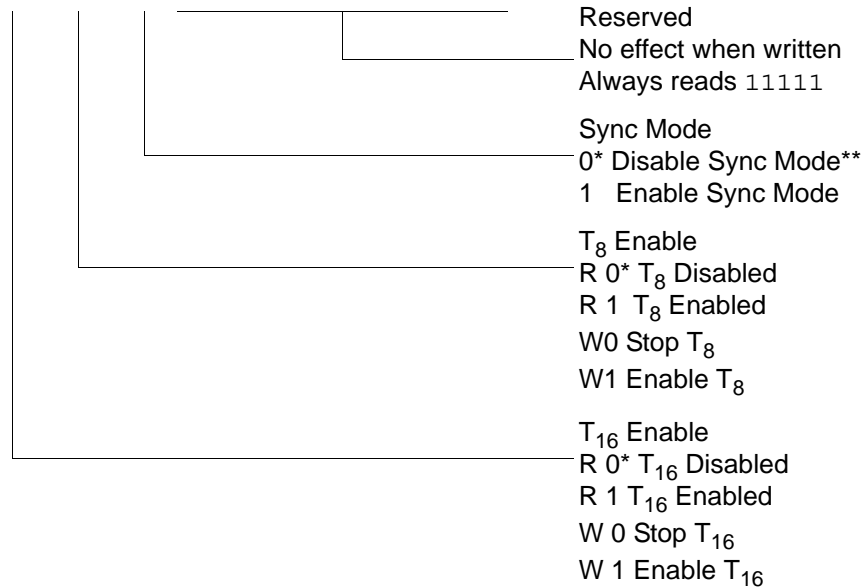 Reserved
No effect when written
Always reads 11111
Sync Mode
0* Disable Sync Mode**
1 Enable Sync Mode
T8 Enable
R 0* T8 Disabled
R 1 T8 Enabled
W0 Stop T8
W1 Enable T8
T16 Enable
R 0* T16 Disabled
R 1 T16 Enabled
W 0 Stop T16
W 1 Enable T16